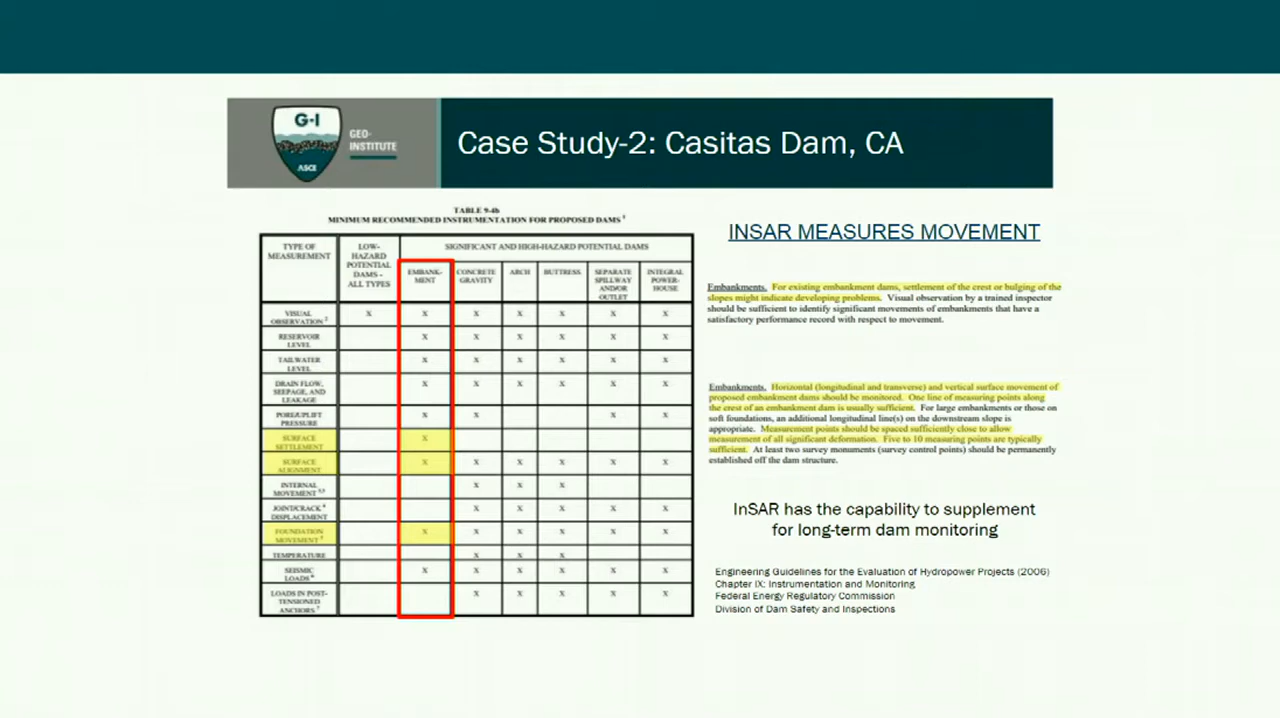 G-I
GEO-
INSTITUTE
ASCE
Case Study-2: Casitas Dam, CA
TABLE 9-4b
MINIMUM RECOMMENDED INSTRUMENTATION FOR PROPOSED DAMS 1
TYPE OF
MEASUREMENT
LOW-
HAZARD
POTENTIAL
DAMS -
ALL TYPES
SIGNIFICANT AND HIGH-HAZARD POTENTIAL DAMS
EMBANK-
MENT
CONCRETE
GRAVITY
ARCH
BUTTRESS
SEPARATE
SPILLWAY
AND/OR
OUTLET
INTEGRAL
POWER-
HOUSE
VISUAL
OBSERVATION 2
X X X X X X X
RESERVOIR
LEVEL
X X X X X X
TAILWATER
LEVEL
X X X X X X
DRAIN FLOW,
SEEPAGE, AND
LEAKAGE
X X X X X X
PORE/UPLIFT
PRESSURE
X X X X
SURFACE
SETTLEMENT
X
SURFACE
ALIGNMENT
X X X X X X
INTERNAL
MOVEMENT
X X X
JOINT/CRACK
DISPLACEMENT
X X X X X
FOUNDATION
MOVEMENT
X X X X X X
TEMPERATURE
X X X
SEISMIC
LOADS
X X X X X X
LOADS IN POST-
TENSIONED
ANCHORS
X X X X X
INSAR MEASURES MOVEMENT
Embankments. For existing embankment dams, settlement of the crest or bulging of the
slopes might indicate developing problems. Visual observation by a trained inspector
should be sufficient to identify significant movements of embankments that have a
satisfactory performance record with respect to movement.
Embankments. Horizontal (longitudinal and transverse) and vertical surface movement of
proposed embankment dams should be monitored. One line of measuring points along
the crest of an embankment dam is usually sufficient. For large embankments or those on
soft foundations, an additional longitudinal line(s) on the downstream slope is
appropriate. Measurement points should be spaced sufficiently close to allow
measurement of all significant deformation. Five to 10 measuring points are typically
sufficient. At least two survey monuments (survey control points) should be permanently
established off the dam structure.
InSAR has the capability to supplement
for long-term dam monitoring
Engineering Guidelines for the Evaluation of Hydropower Projects (2006)
Chapter IX: Instrumentation and Monitoring
Federal Energy Regulatory Commission
Division of Dam Safety and Inspections